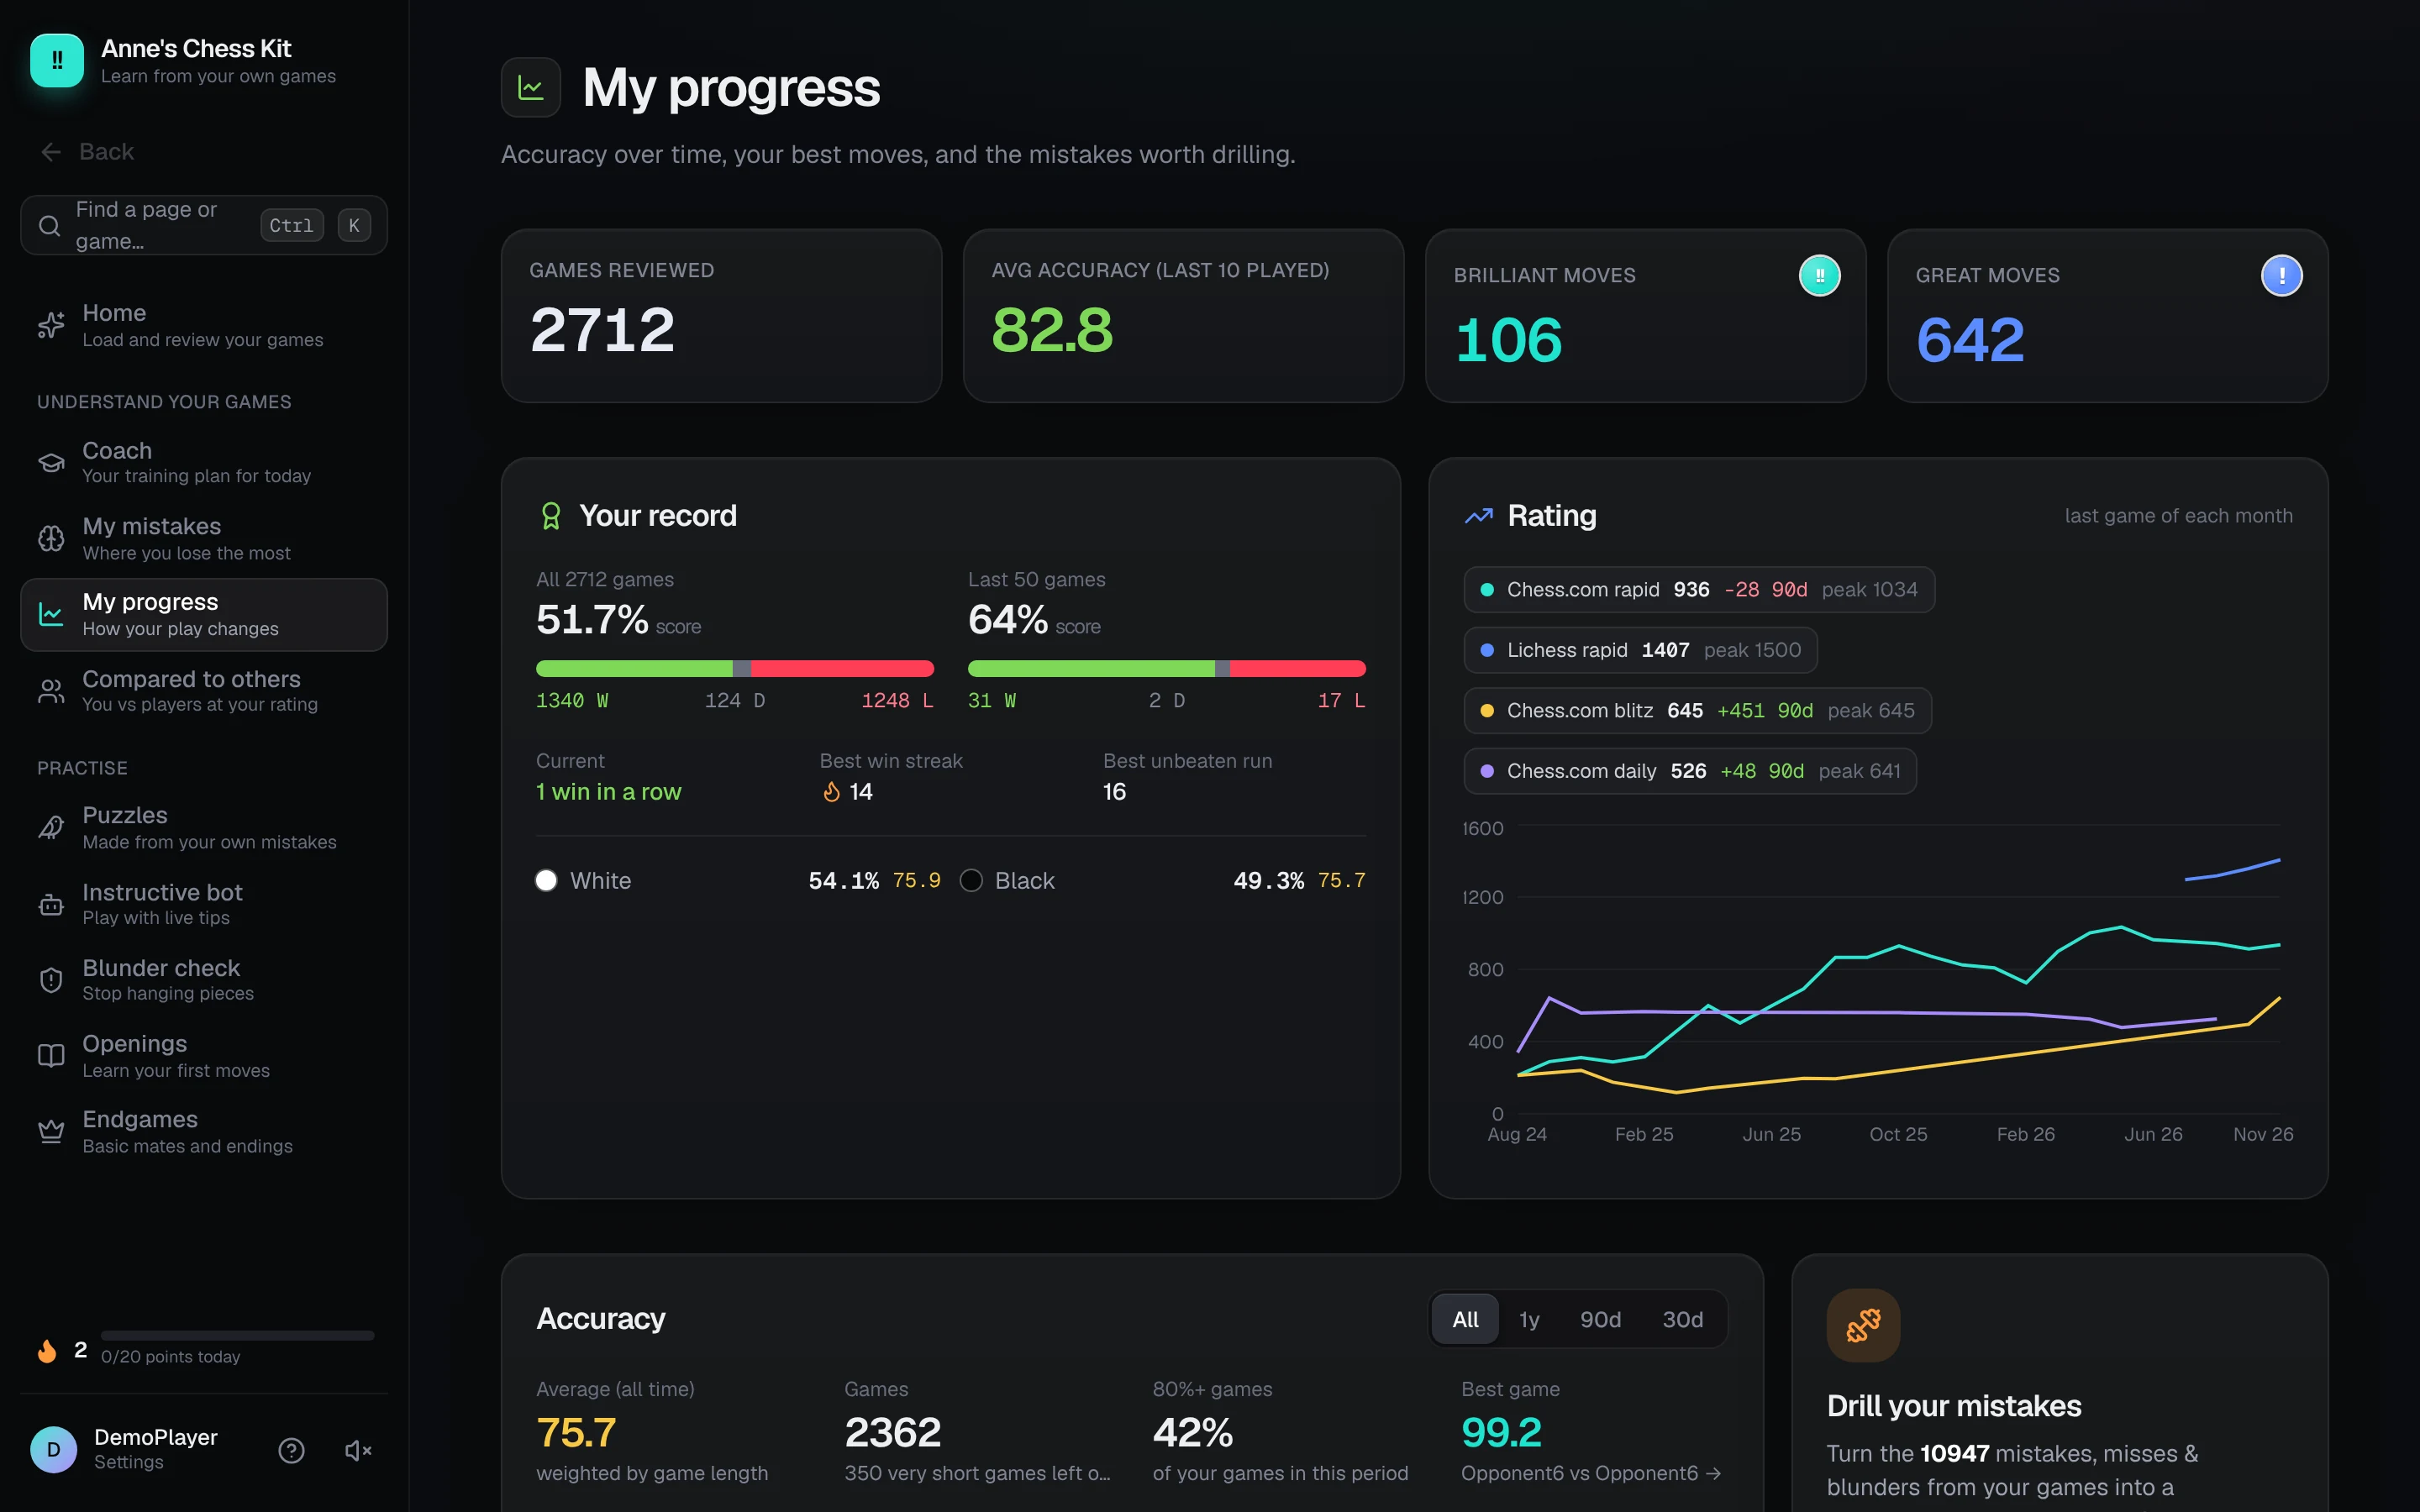 !!
Anne's Chess Kit
Learn from your own games
Back
Find a page or
game...
Ctrl K
Home
Load and review your games
UNDERSTAND YOUR GAMES
Coach
Your training plan for today
My mistakes
Where you lose the most
My progress
How your play changes
Compared to others
You vs players at your rating
PRACTISE
Puzzles
Made from your own mistakes
Instructive bot
Play with live tips
Blunder check
Stop hanging pieces
Openings
Learn your first moves
Endgames
Basic mates and endings
2
0/20 points today
D
DemoPlayer
Settings
My progress
Accuracy over time, your best moves, and the mistakes worth drilling.
GAMES REVIEWED
2712
AVG ACCURACY (LAST 10 PLAYED)
82.8
BRILLIANT MOVES
!!
106
GREAT MOVES
!
642
Your record
All 2712 games
51.7% score
1340 W 124 D 1248 L
Last 50 games
64% score
31 W 2 D 17 L
Current
1 win in a row
Best win streak
14
Best unbeaten run
16
White 54.1% 75.9
Black 49.3% 75.7
Rating
last game of each month
Chess.com rapid 936 -28 90d peak 1034
Lichess rapid 1407 peak 1500
Chess.com blitz 645 +451 90d peak 645
Chess.com daily 526 +48 90d peak 641
1600
1200
800
400
0
Aug 24 Feb 25 Jun 25 Oct 25 Feb 26 Jun 26 Nov 26
Accuracy
All 1y 90d 30d
Average (all time)
75.7
weighted by game length
Games
2362
350 very short games left o...
80%+ games
42%
of your games in this period
Best game
99.2
Opponent6 vs Opponent6 →
Drill your mistakes
Turn the 10947 mistakes, misses &
blunders from your games into a